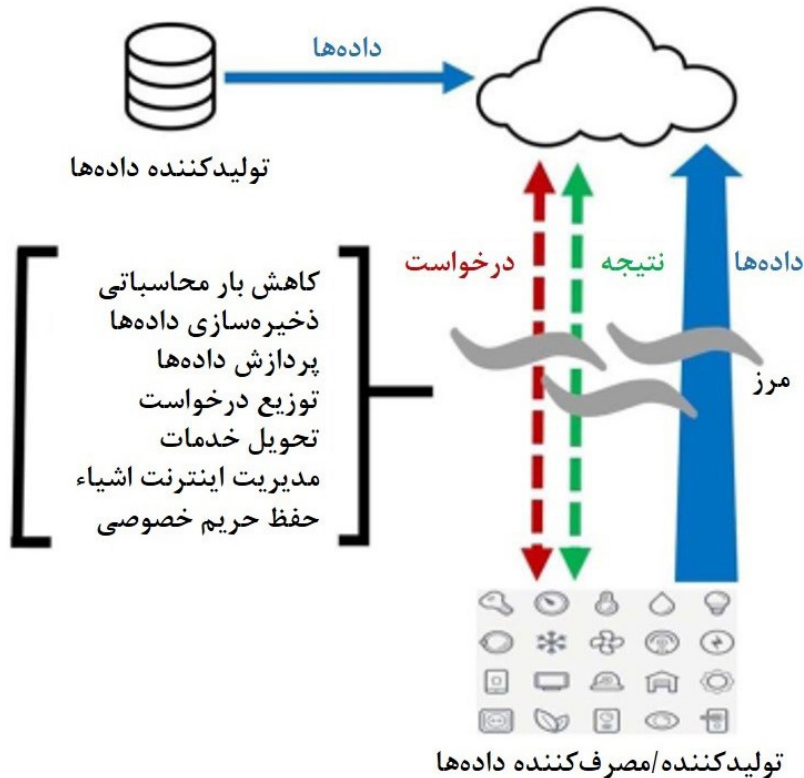 داده‌ها
تولیدکننده داده‌ها
درخواست
نتیجه
داده‌ها
مرز
کاهش بار محاسباتی
ذخیره‌سازی داده‌ها
پردازش داده‌ها
توزیع درخواست
تحویل خدمات
مدیریت اینترنت اشیاء
حفظ حریم خصوصی
تولیدکننده/مصرف‌کننده داده‌ها